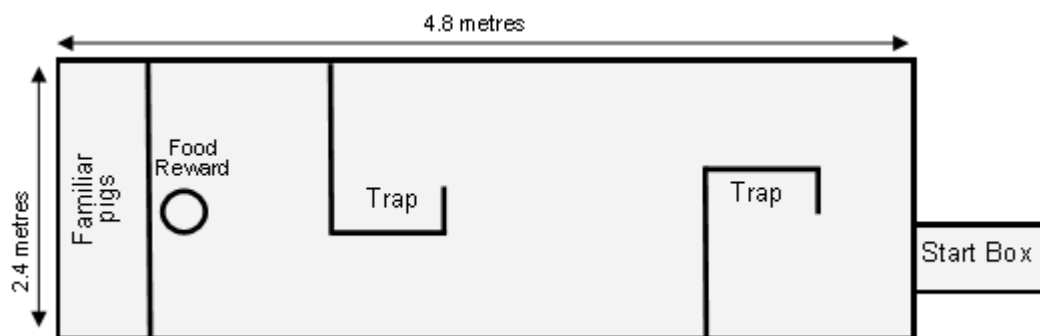 4.8 metres
2.4 metres
Familiar
pigs
Food
Reward
Trap
Trap
Start Box